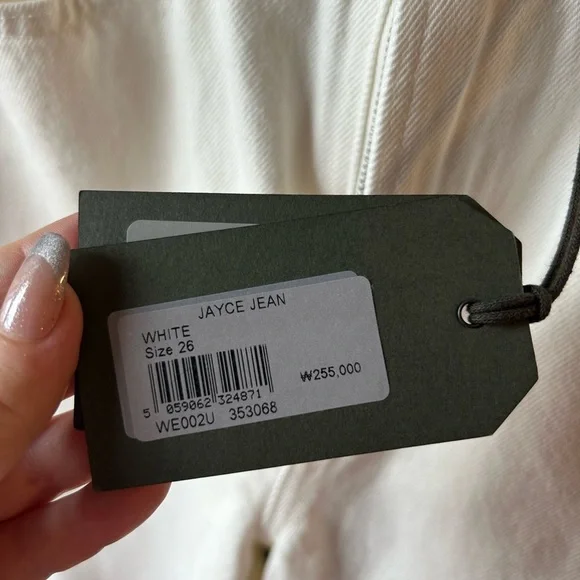 JAYCE JEAN
WHITE
Size 26
₩255,000
5 059062 324871
WE002U 353068